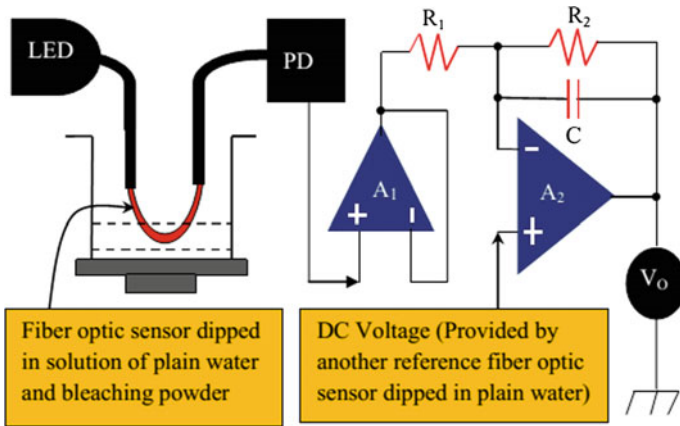 LED
PD
R₁
R₂
C
A₁
+
-
A₂
-
+
V₀
Fiber optic sensor dipped
in solution of plain water
and bleaching powder
DC Voltage (Provided by
another reference fiber optic
sensor dipped in plain water)